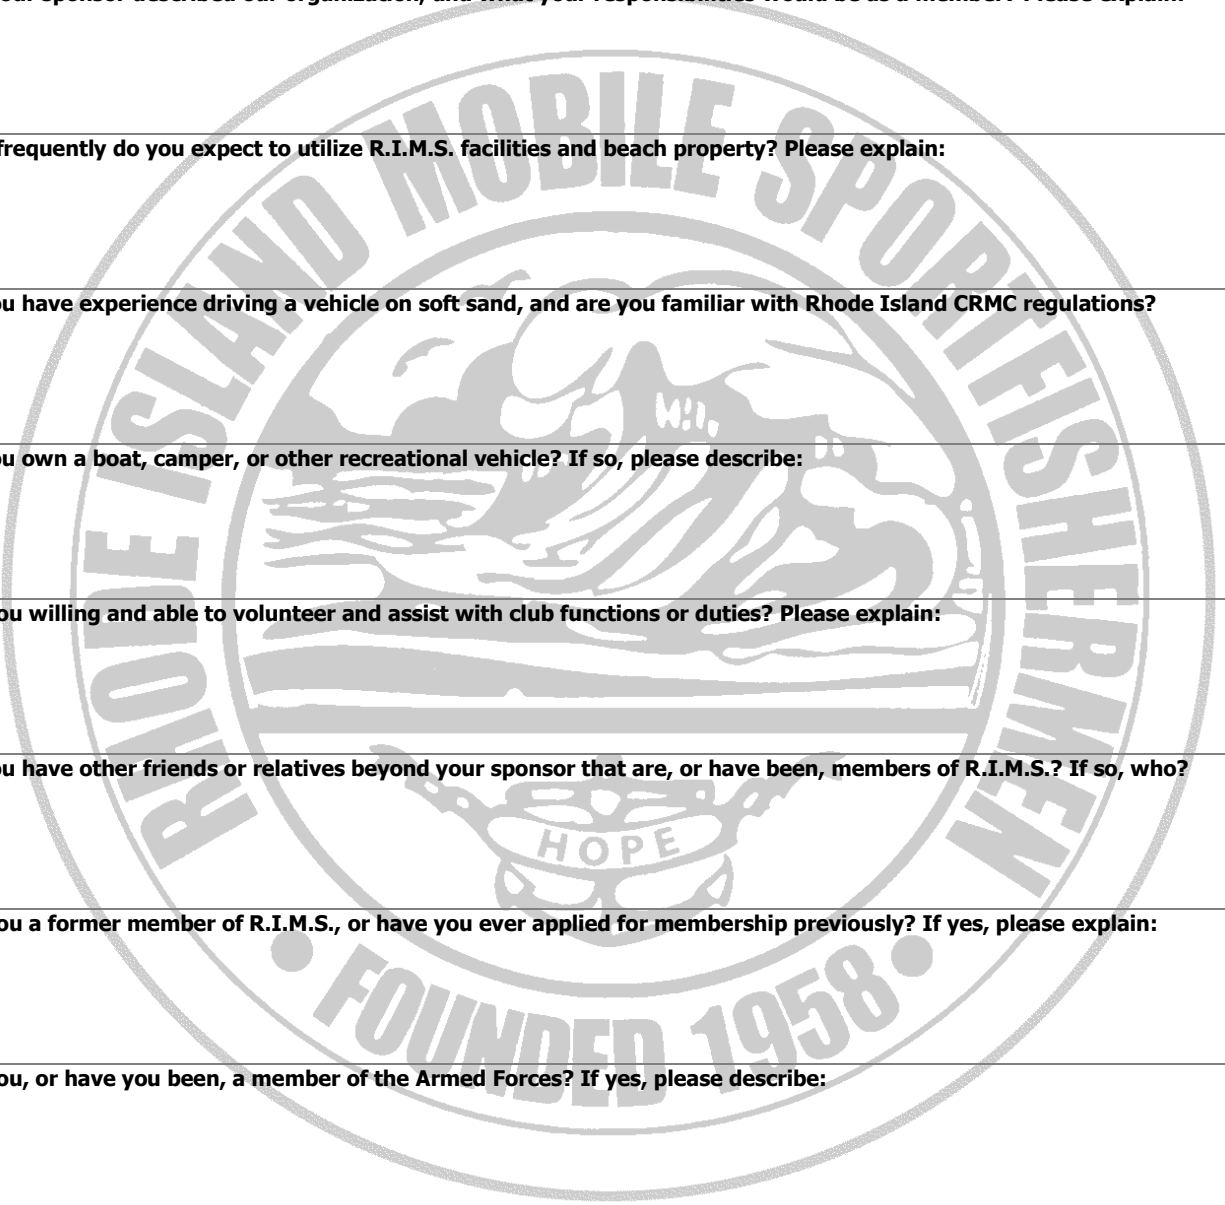 our sponsor described our organization, and what your responsibilities would be as a member? Please explain:
frequently do you expect to utilize R.I.M.S. facilities and beach property? Please explain:
ou have experience driving a vehicle on soft sand, and are you familiar with Rhode Island CRMC regulations?
ou own a boat, camper, or other recreational vehicle? If so, please describe:
ou willing and able to volunteer and assist with club functions or duties? Please explain:
ou have other friends or relatives beyond your sponsor that are, or have been, members of R.I.M.S.? If so, who?
ou a former member of R.I.M.S., or have you ever applied for membership previously? If yes, please explain:
ou, or have you been, a member of the Armed Forces? If yes, please describe:
RHODE ISLAND MOBILE SPORTFISHERMEN
HOPE
• FOUNDED 1958 •